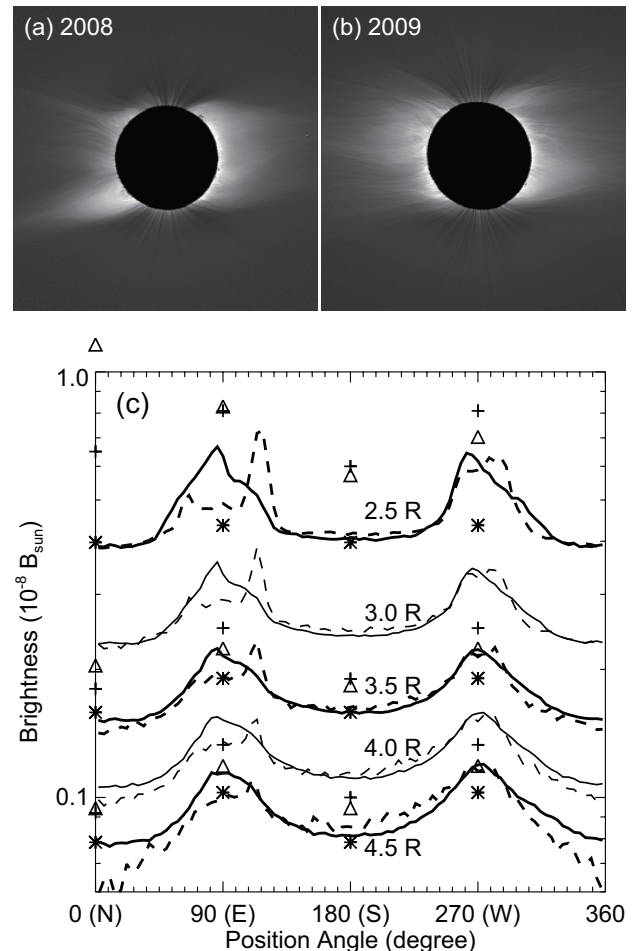 (a) 2008
(b) 2009
(c)
1.0
2.5 R
3.0 R
3.5 R
4.0 R
0.1
4.5 R
Brightness (10⁻⁸ Bsun)
0 (N) 90 (E) 180 (S) 270 (W) 360
Position Angle (degree)